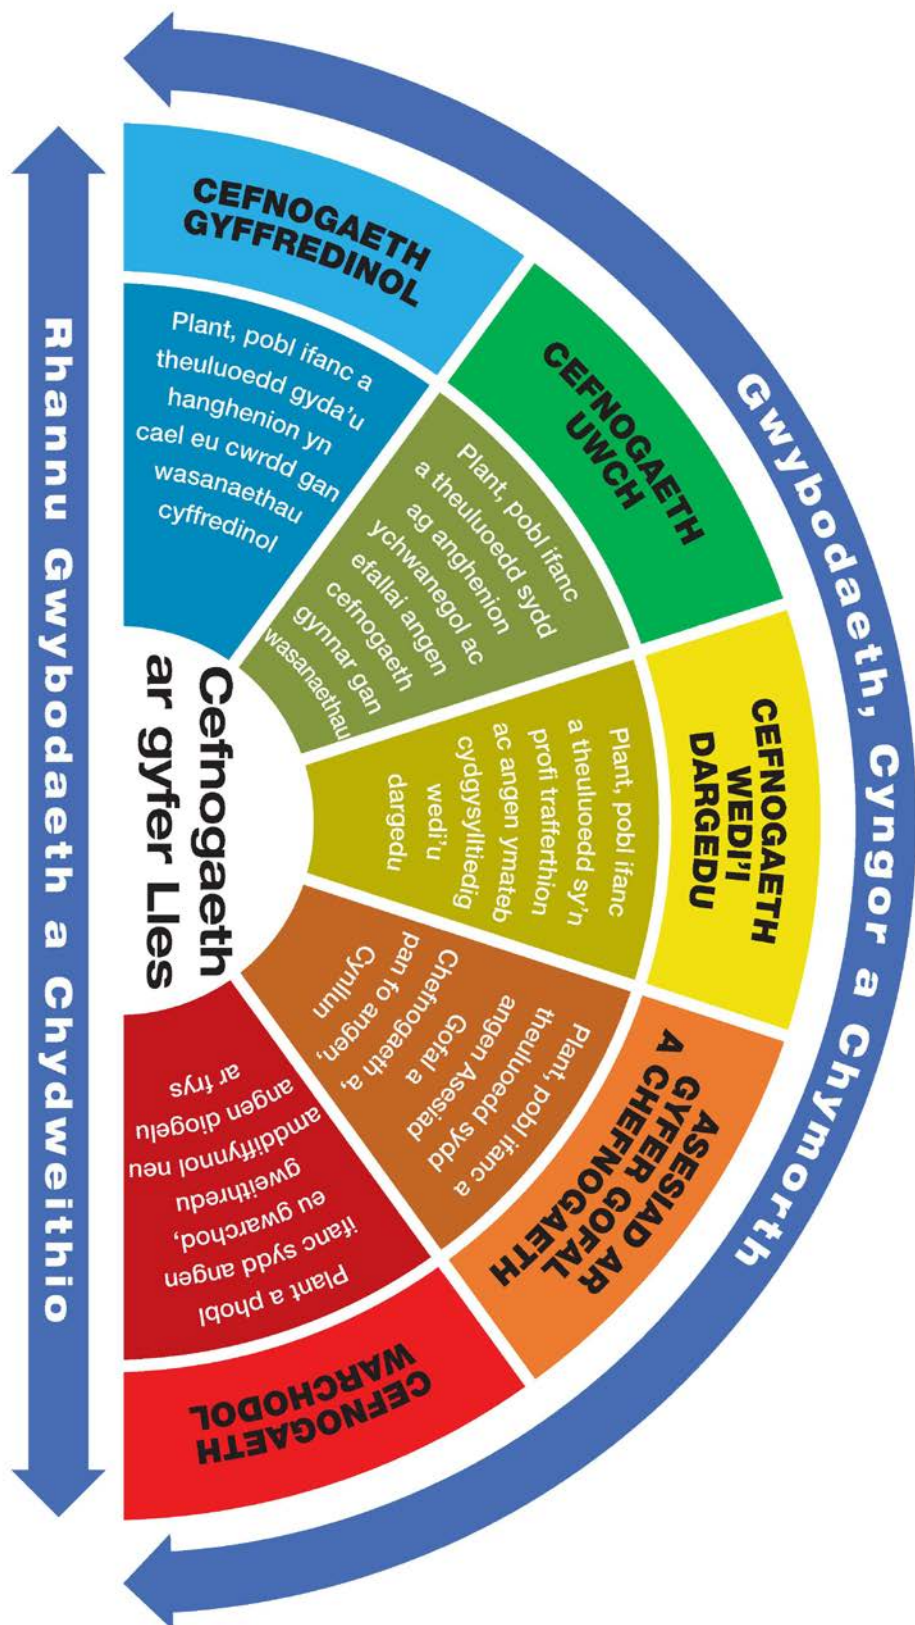 Gwybodaeth, Cyngor a Chymorth
CEFNOGAETH
GYFFREDINOL
Plant, pobl ifanc a
theuluoedd gyda'u
hanghenion yn
cael eu cwrdd gan
wasanaethau
cyffredinol
CEFNOGAETH
UWCH
Plant, pobl ifanc
a theuluoedd sydd
ag anghenion
ychwanegol ac
efallai angen
cefnogaeth
gynnar gan
wasanaethau
CEFNOGAETH
WEDI'I
DARGEDU
Plant, pobl ifanc
a theuluoedd sy'n
profi trafferthion
ac angen ymateb
cydgysylltiedig
wedi'u
dargedu
ASESIAD AR
GYFER GOFAL
A CHEFNOGAETH
Plant, pobl ifanc a
theuluoedd sydd
angen Asesiad
Gofal a
Chefnogaeth a,
pan fo angen,
Cynllun
CEFNOGAETH
WARCHODOL
Plant a phobl
ifanc sydd angen
eu gwarchod,
gweithredu
amddiffynnol neu
angen diogelu
ar frys
Cefnogaeth
ar gyfer Lles
Rhannu Gwybodaeth a Chydweithio